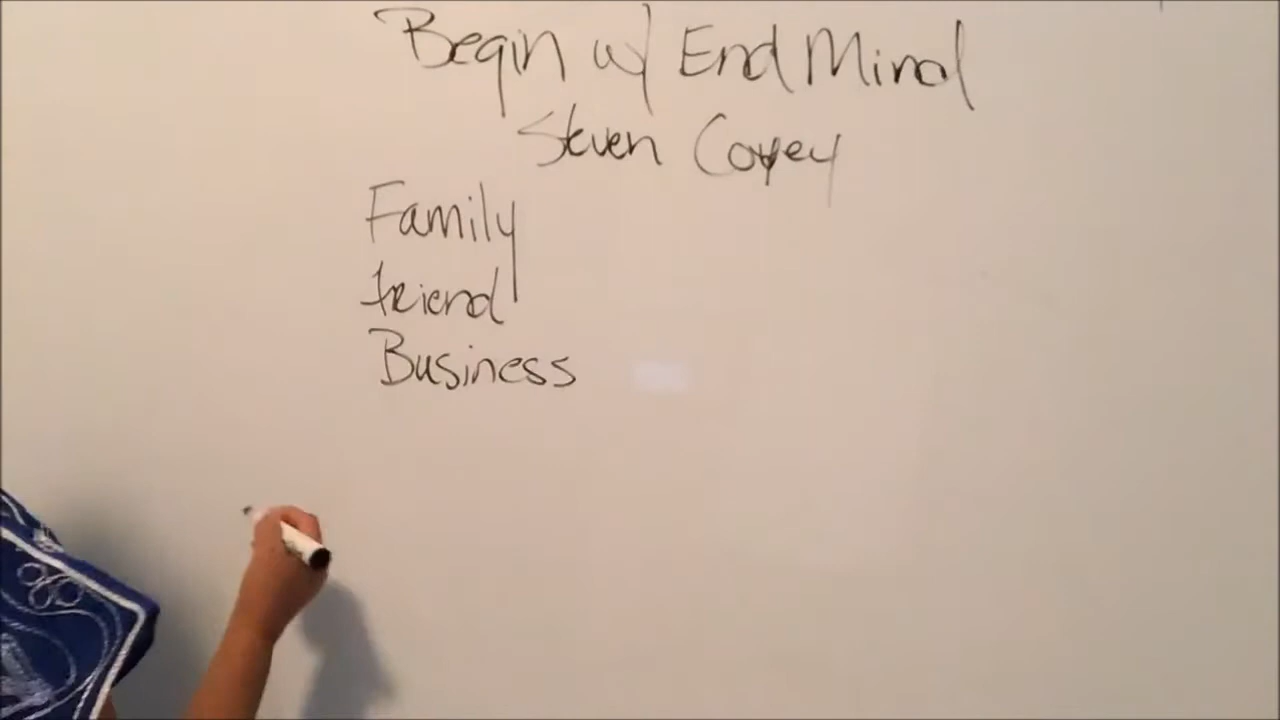 Begin w/ End Mind
Steven Covey
Family
friend
Business